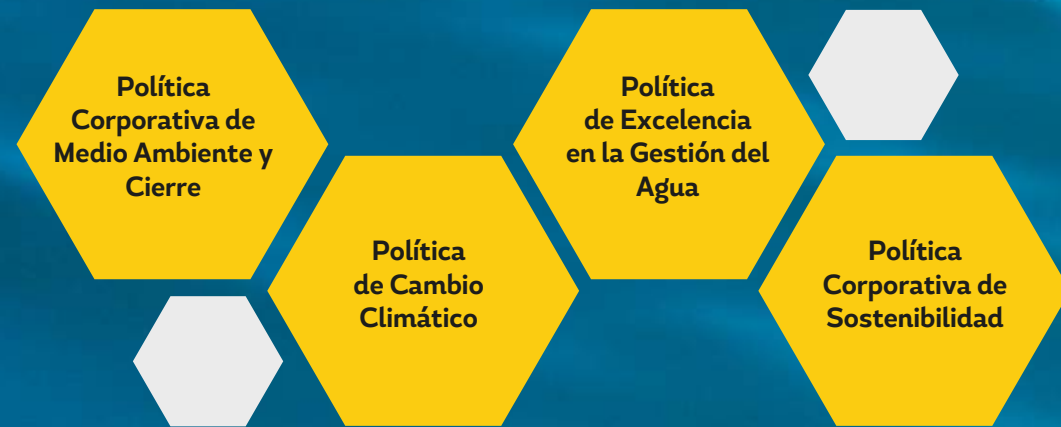 Política
Corporativa de
Medio Ambiente y
Cierre
Política
de Cambio
Climático
Política
de Excelencia
en la Gestión del
Agua
Política
Corporativa de
Sostenibilidad